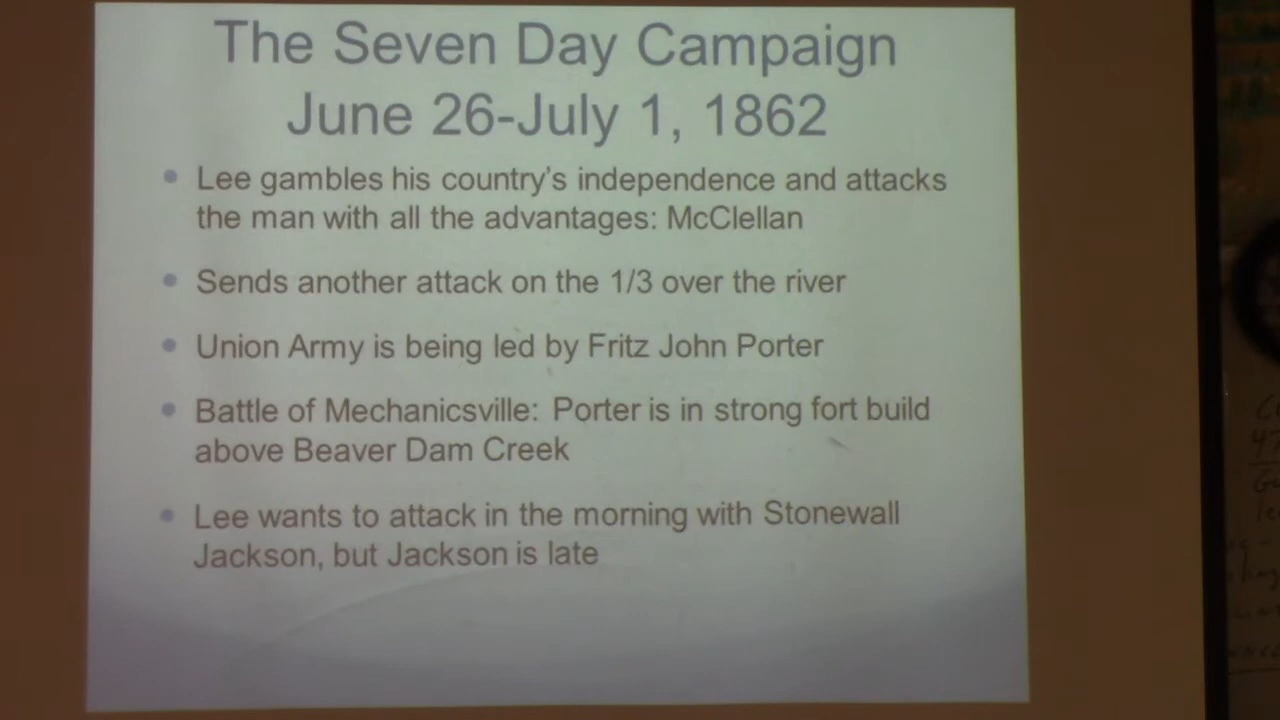 The Seven Day Campaign
June 26-July 1, 1862
• Lee gambles his country's independence and attacks
the man with all the advantages: McClellan
• Sends another attack on the 1/3 over the river
• Union Army is being led by Fritz John Porter
• Battle of Mechanicsville: Porter is in strong fort build
above Beaver Dam Creek
• Lee wants to attack in the morning with Stonewall
Jackson, but Jackson is late